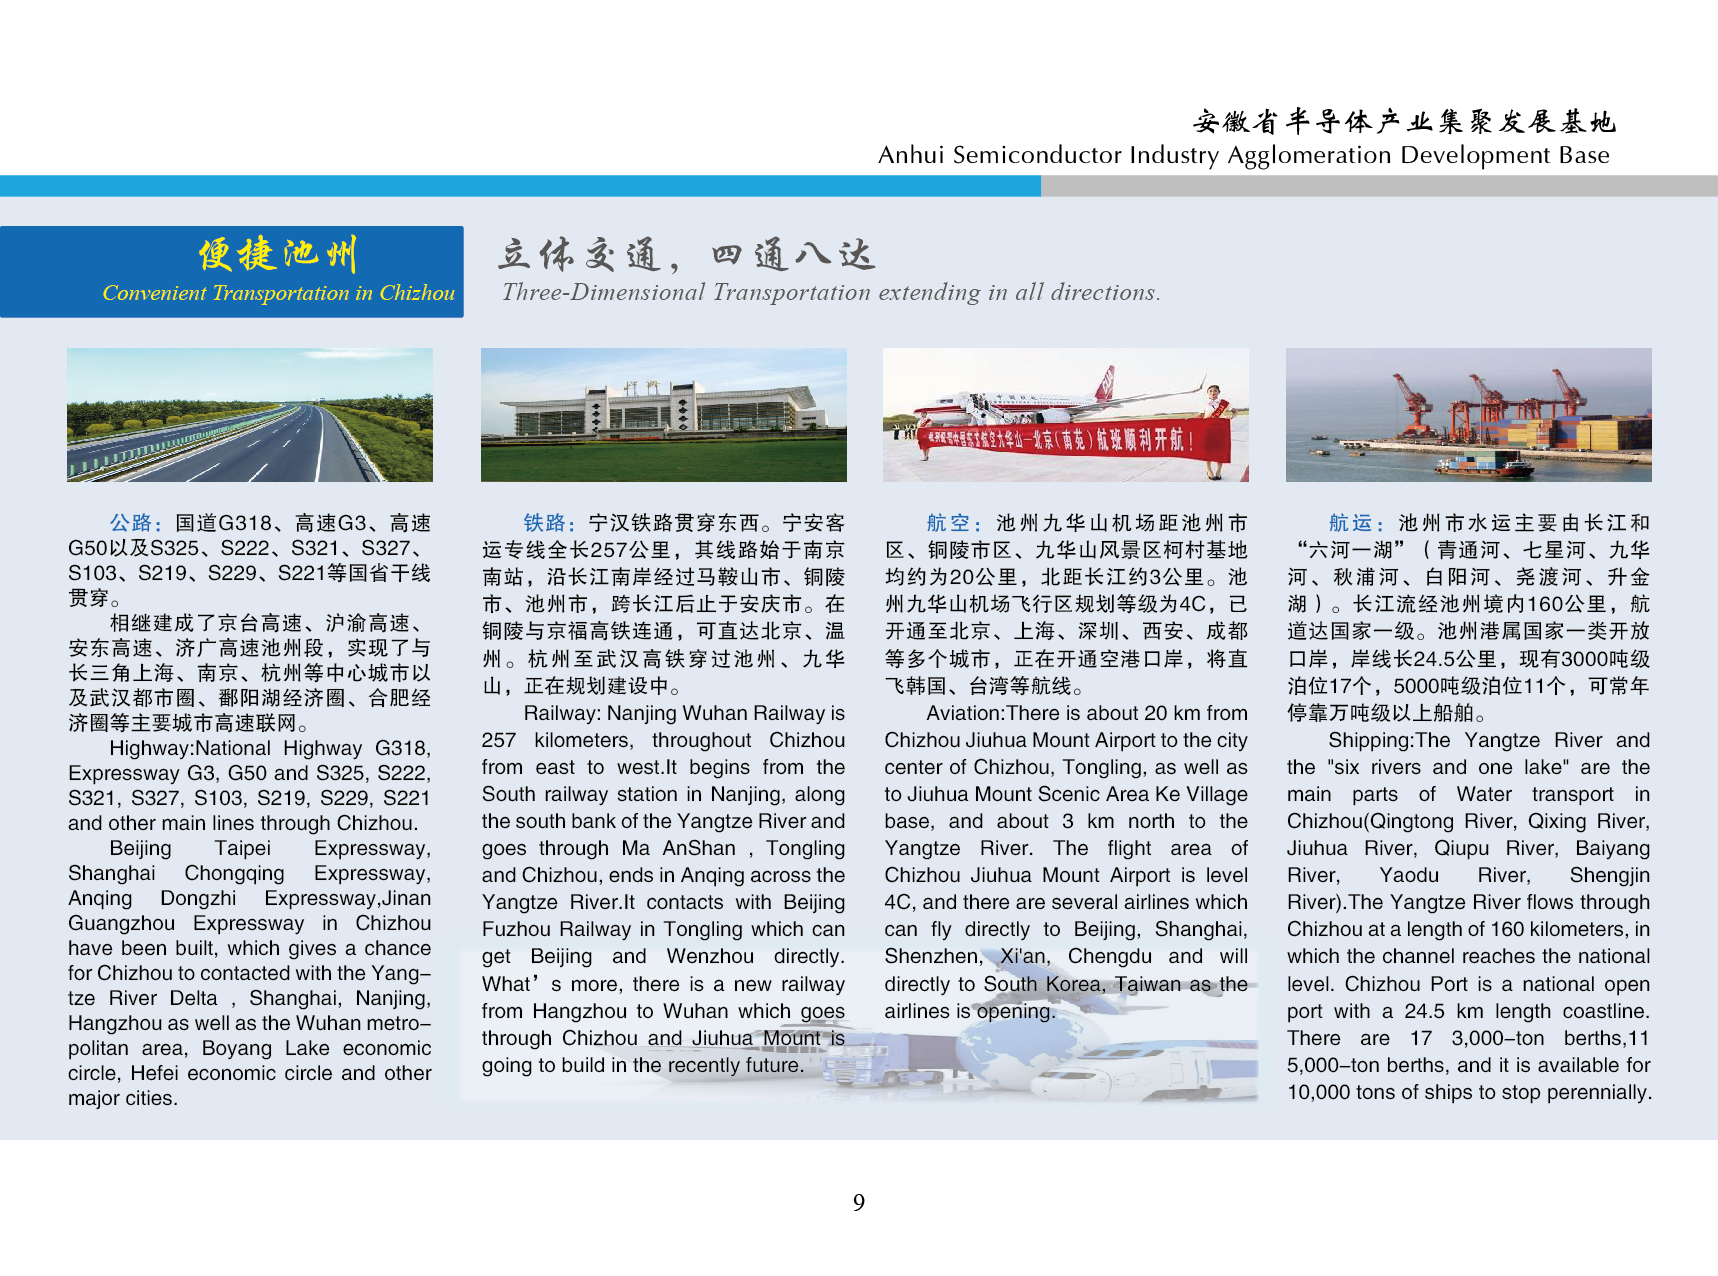 安徽省半导体产业集聚发展基地
Anhui Semiconductor Industry Agglomeration Development Base
便捷池州
Convenient Transportation in Chizhou
立体交通，四通八达
Three-Dimensional Transportation extending in all directions.
公路：国道G318、高速G3、高速
G50以及S325、S222、S321、S327、
S103、S219、S229、S221等国省干线
贯穿。
相继建成了京台高速、沪渝高速、
安东高速、济广高速池州段，实现了与
长三角上海、南京、杭州等中心城市以
及武汉都市圈、鄱阳湖经济圈、合肥经
济圈等主要城市高速联网。
Highway:National Highway G318,
Expressway G3, G50 and S325, S222,
S321, S327, S103, S219, S229, S221
and other main lines through Chizhou.
Beijing Taipei Expressway,
Shanghai Chongqing Expressway,
Anqing Dongzhi Expressway,Jinan
Guangzhou Expressway in Chizhou
have been built, which gives a chance
for Chizhou to contacted with the Yang-
tze River Delta , Shanghai, Nanjing,
Hangzhou as well as the Wuhan metro-
politan area, Boyang Lake economic
circle, Hefei economic circle and other
major cities.
铁路：宁汉铁路贯穿东西。宁安客
运专线全长257公里，其线路始于南京
南站，沿长江南岸经过马鞍山市、铜陵
市、池州市，跨长江后止于安庆市。在
铜陵与京福高铁连通，可直达北京、温
州。杭州至武汉高铁穿过池州、九华
山，正在规划建设中。
Railway: Nanjing Wuhan Railway is
257 kilometers, throughout Chizhou
from east to west.It begins from the
South railway station in Nanjing, along
the south bank of the Yangtze River and
goes through Ma AnShan , Tongling
and Chizhou, ends in Anqing across the
Yangtze River.It contacts with Beijing
Fuzhou Railway in Tongling which can
get Beijing and Wenzhou directly.
What’s more, there is a new railway
from Hangzhou to Wuhan which goes
through Chizhou and Jiuhua Mount is
going to build in the recently future.
九华山—北京（南苑）航班顺利开航！
航空：池州九华山机场距池州市
区、铜陵市区、九华山风景区柯村基地
均约为20公里，北距长江约3公里。池
州九华山机场飞行区规划等级为4C，已
开通至北京、上海、深圳、西安、成都
等多个城市，正在开通空港口岸，将直
飞韩国、台湾等航线。
Aviation:There is about 20 km from
Chizhou Jiuhua Mount Airport to the city
center of Chizhou, Tongling, as well as
to Jiuhua Mount Scenic Area Ke Village
base, and about 3 km north to the
Yangtze River. The flight area of
Chizhou Jiuhua Mount Airport is level
4C, and there are several airlines which
can fly directly to Beijing, Shanghai,
Shenzhen, Xi'an, Chengdu and will
directly to South Korea, Taiwan as the
airlines is opening.
航运：池州市水运主要由长江和
“六河一湖”（青通河、七星河、九华
河、秋浦河、白阳河、尧渡河、升金
湖）。长江流经池州境内160公里，航
道达国家一级。池州港属国家一类开放
口岸，岸线长24.5公里，现有3000吨级
泊位17个，5000吨级泊位11个，可常年
停靠万吨级以上船舶。
Shipping:The Yangtze River and
the "six rivers and one lake" are the
main parts of Water transport in
Chizhou(Qingtong River, Qixing River,
Jiuhua River, Qiupu River, Baiyang
River, Yaodu River, Shengjin
River).The Yangtze River flows through
Chizhou at a length of 160 kilometers, in
which the channel reaches the national
level. Chizhou Port is a national open
port with a 24.5 km length coastline.
There are 17 3,000-ton berths,11
5,000-ton berths, and it is available for
10,000 tons of ships to stop perennially.
9